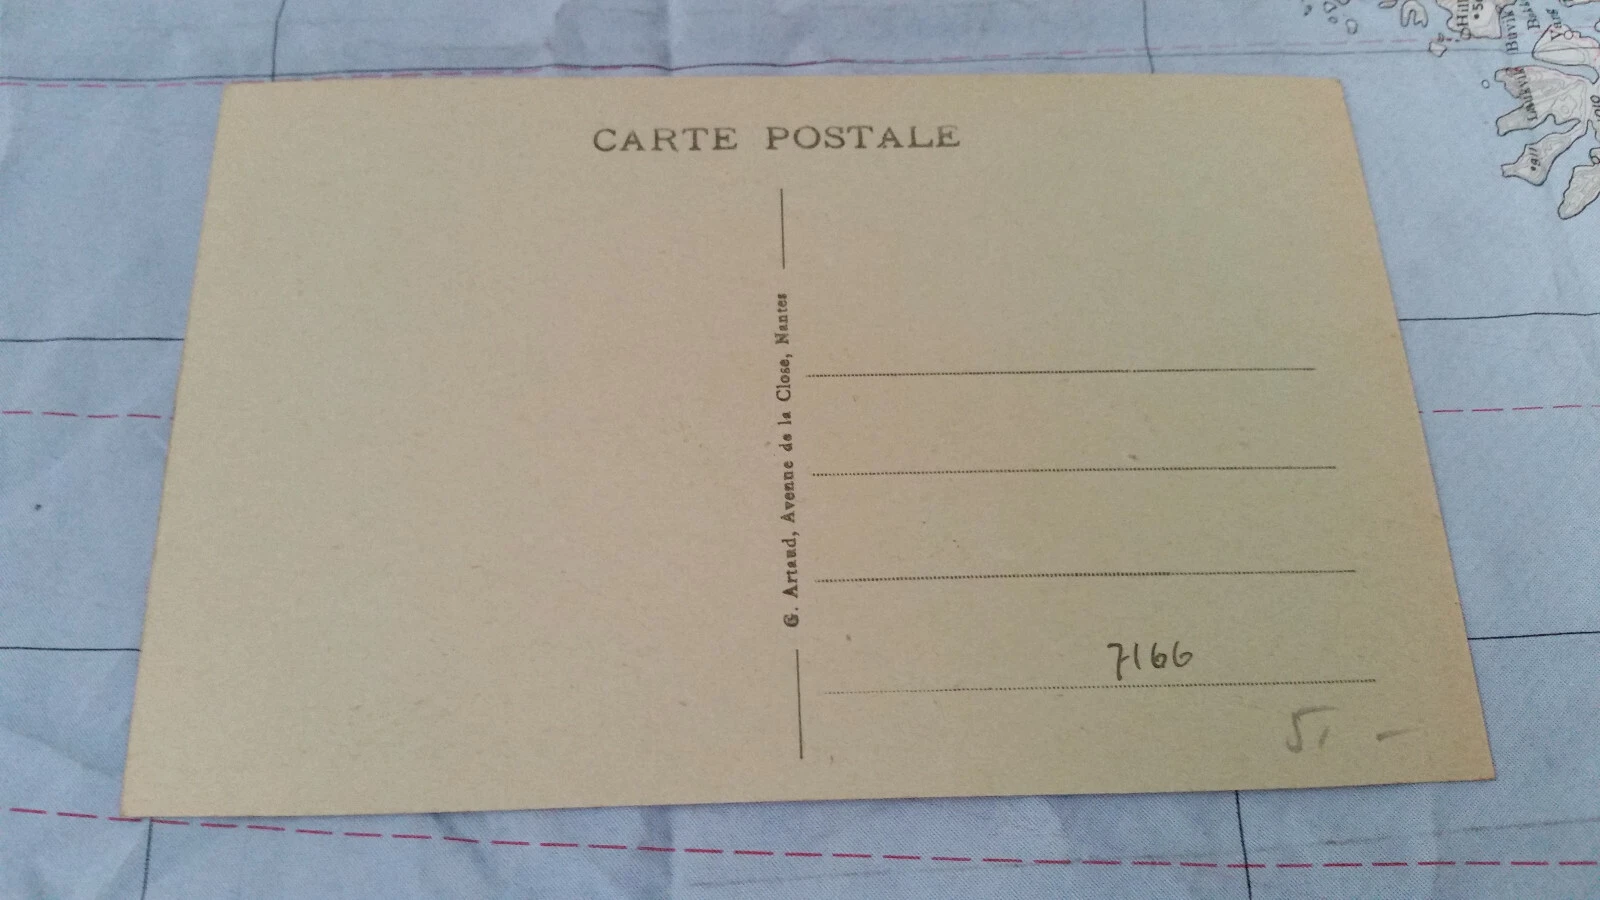 CARTE POSTALE
G. Artaud, Avenue de la Close, Nantes
7166
5,-